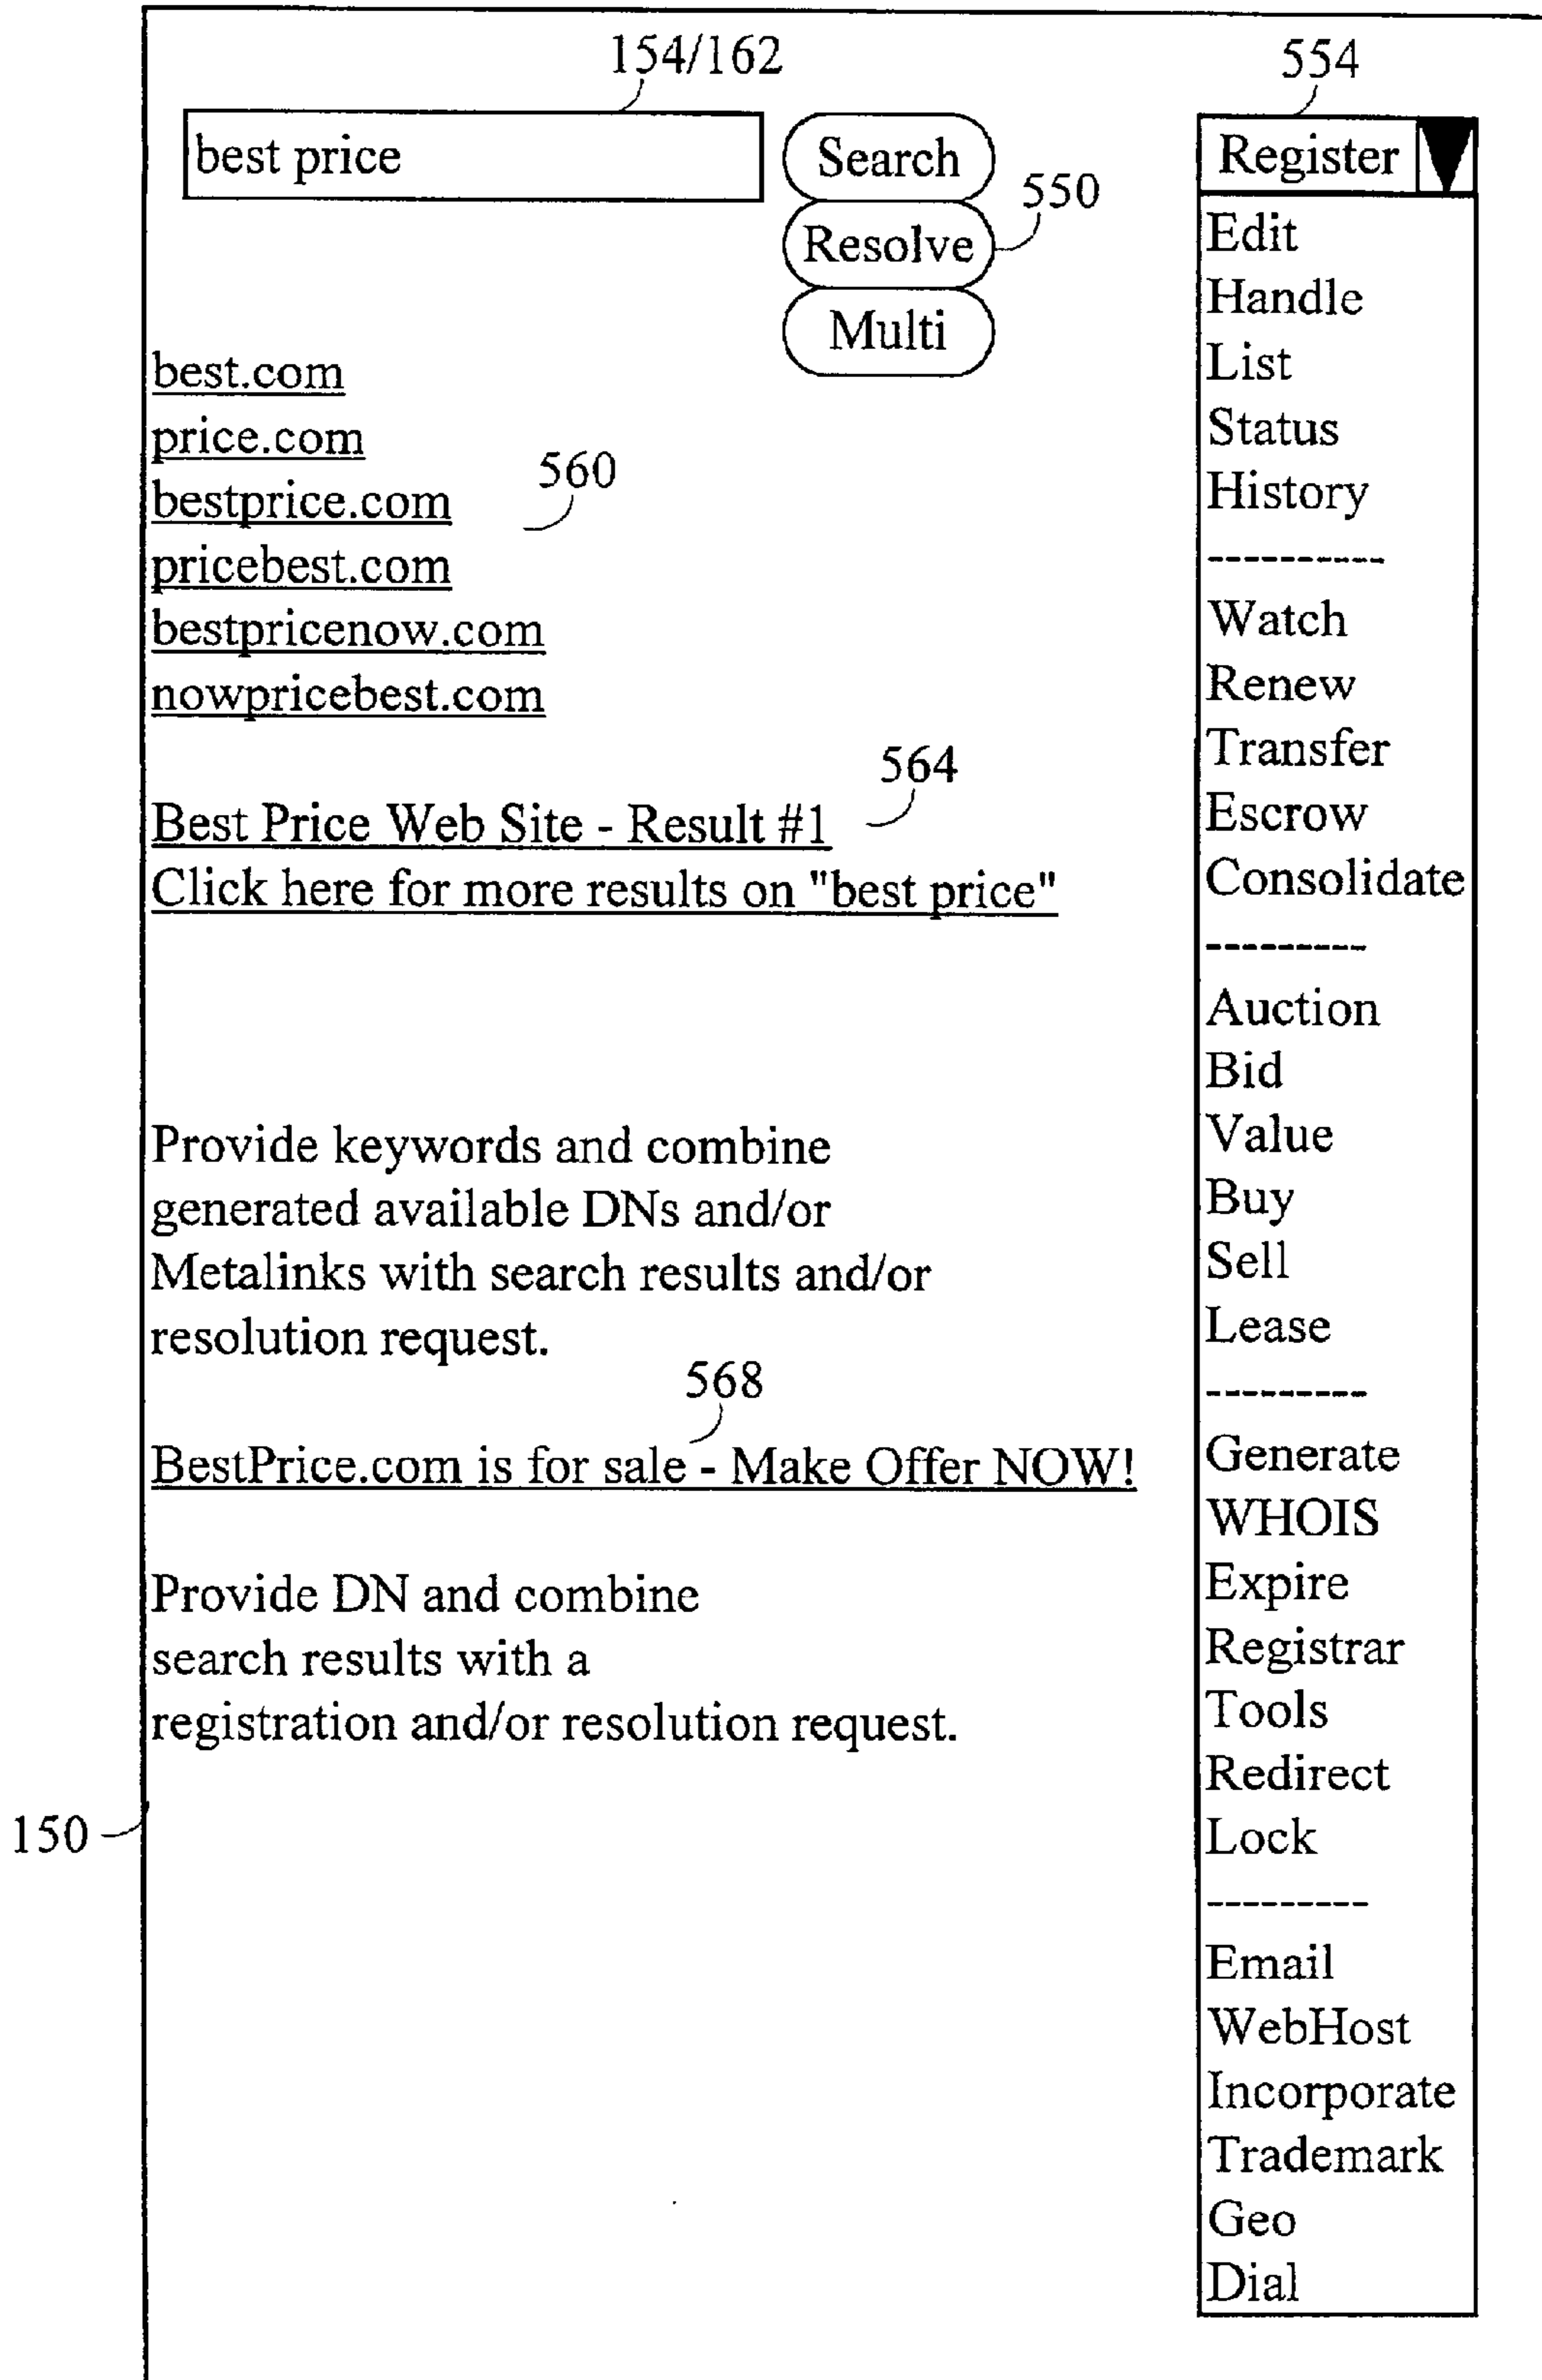 154/162
best price
Search
Resolve
550
Multi
best.com
price.com
560
bestprice.com
pricebest.com
bestpricenow.com
nowpricebest.com
564
Best Price Web Site - Result #1
Click here for more results on "best price"
Provide keywords and combine
generated available DNs and/or
Metalinks with search results and/or
resolution request.
568
BestPrice.com is for sale - Make Offer NOW!
Provide DN and combine
search results with a
registration and/or resolution request.
150
554
Register
Edit
Handle
List
Status
History
----------
Watch
Renew
Transfer
Escrow
Consolidate
---------
Auction
Bid
Value
Buy
Sell
Lease
---------
Generate
WHOIS
Expire
Registrar
Tools
Redirect
Lock
---------
Email
WebHost
Incorporate
Trademark
Geo
Dial